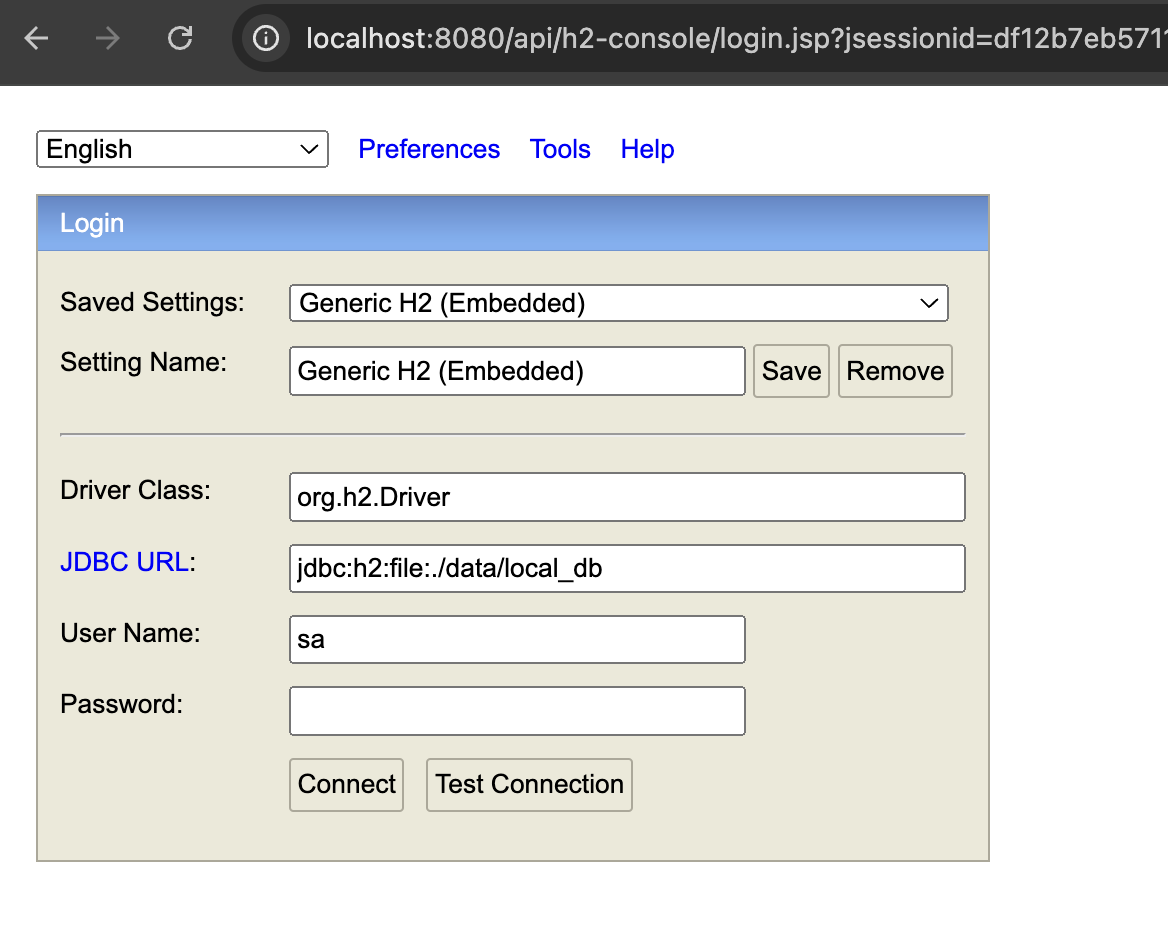 localhost:8080/api/h2-console/login.jsp?jsessionid=df12b7eb571
English Preferences Tools Help
Login
Saved Settings: Generic H2 (Embedded)
Setting Name: Generic H2 (Embedded) Save Remove
Driver Class: org.h2.Driver
JDBC URL: jdbc:h2:file:./data/local_db
User Name: sa
Password:
Connect Test Connection